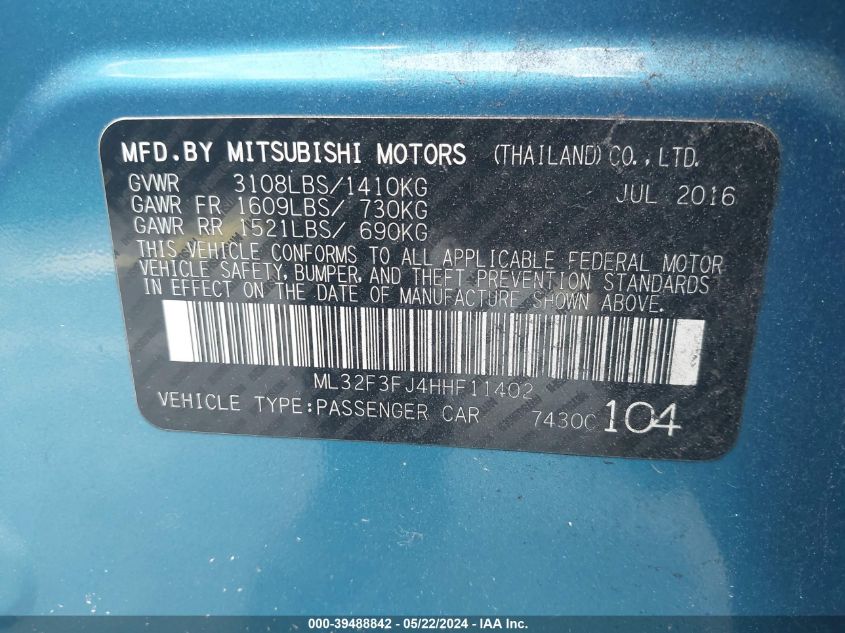 MFD.BY MITSUBISHI MOTORS (THAILAND) CO.,LTD.
GVWR 3108LBS/1410KG JUL 2016
GAWR FR 1609LBS/ 730KG
GAWR RR 1521LBS/ 690KG
THIS VEHICLE CONFORMS TO ALL APPLICABLE FEDERAL MOTOR
VEHICLE SAFETY, BUMPER, AND THEFT PREVENTION STANDARDS
IN EFFECT ON THE DATE OF MANUFACTURE SHOWN ABOVE.
ML32F3FJ4HHF11402
VEHICLE TYPE:PASSENGER CAR 7430C 104
000-39488842 - 05/22/2024 - IAA Inc.